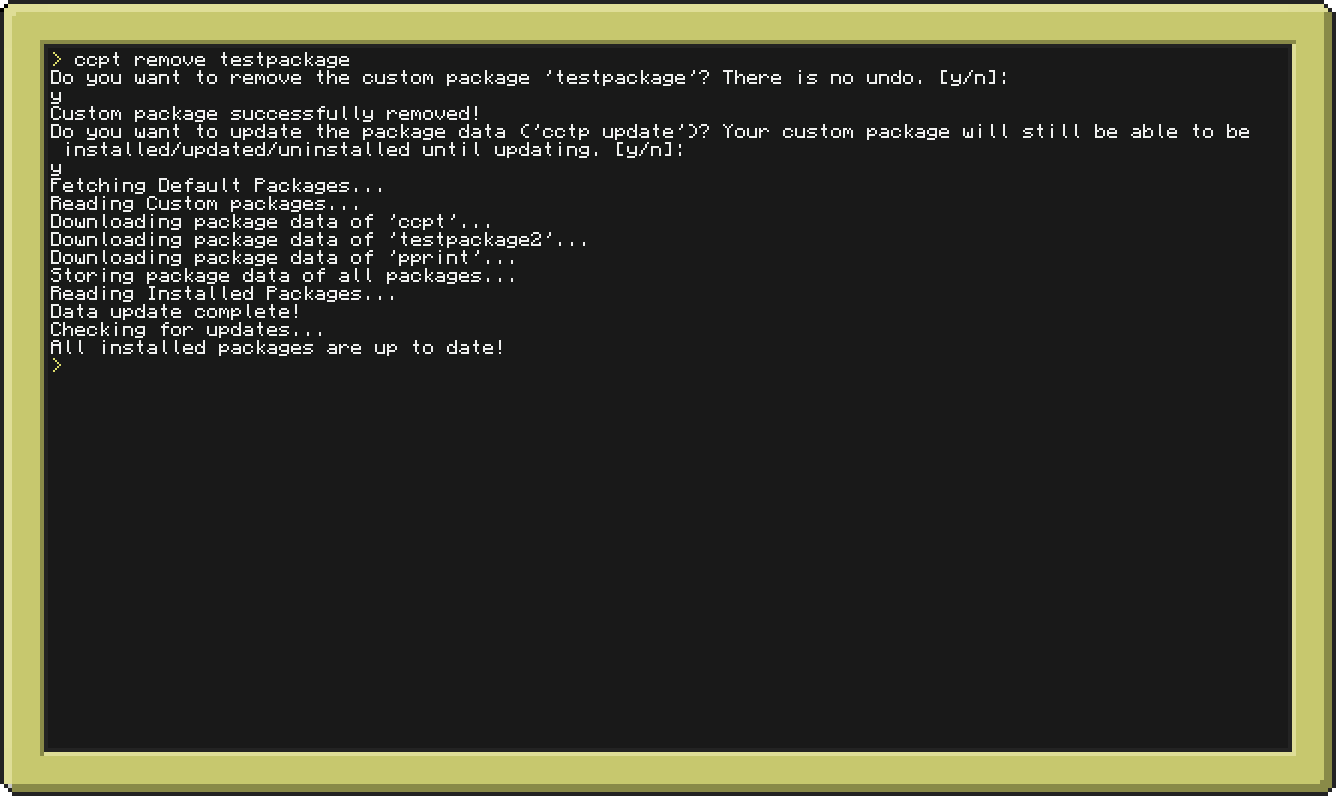 > ccpt remove testpackage
Do you want to remove the custom package 'testpackage'? There is no undo. [y/n]:
y
Custom package successfully removed!
Do you want to update the package data ('cctp update')? Your custom package will still be able to be
installed/updated/uninstalled until updating. [y/n]:
y
Fetching Default Packages...
Reading Custom packages...
Downloading package data of 'ccpt'...
Downloading package data of 'testpackage2'...
Downloading package data of 'pprint'...
Storing package data of all packages...
Reading Installed Packages...
Data update complete!
Checking for updates...
All installed packages are up to date!
>